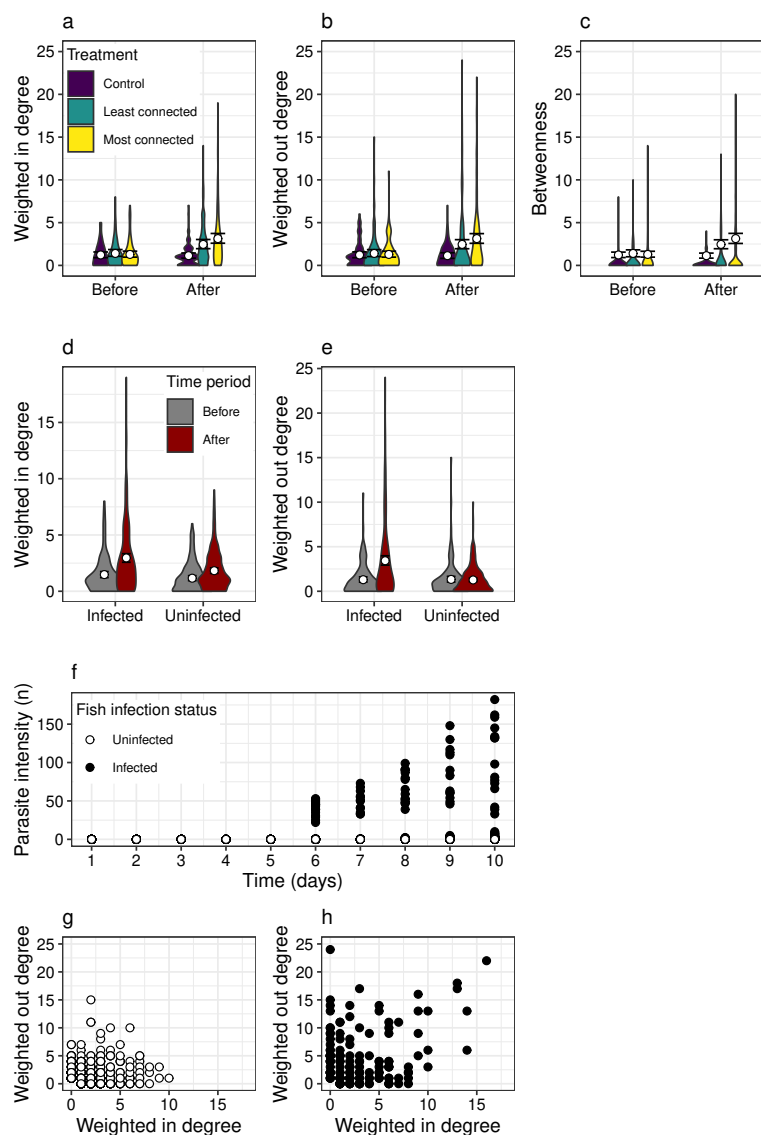 a
Weighted in degree
25
20
15
10
5
0
Treatment
Control
Least connected
Most connected
Before After
b
Weighted out degree
25
20
15
10
5
0
Before After
c
Betweenness
25
20
15
10
5
0
Before After
d
Weighted in degree
15
10
5
0
Time period
Before
After
Infected Uninfected
e
Weighted out degree
25
20
15
10
5
0
Infected Uninfected
f
Parasite intensity (n)
150
100
50
0
Fish infection status
Uninfected
Infected
1 2 3 4 5 6 7 8 9 10
Time (days)
g
Weighted out degree
25
20
15
10
5
0
0 5 10 15
Weighted in degree
h
Weighted out degree
25
20
15
10
5
0
0 5 10 15
Weighted in degree